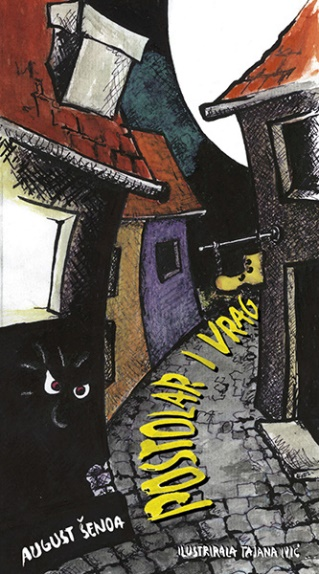 POSTOLAR I VRAG
AUGUST ŠENOA
ILUSTRIRALA TAJANA IVIĆ